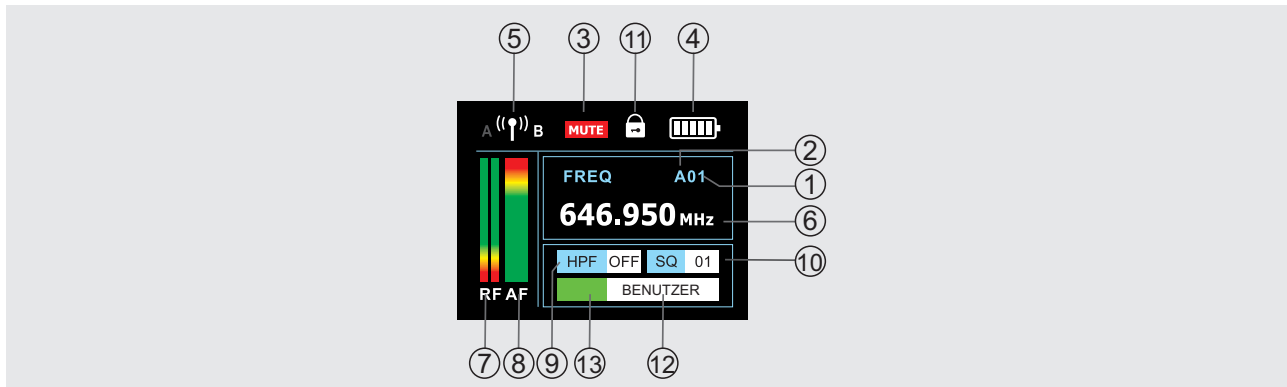 5 3 11 4
A B MUTE
2
FREQ A01
1
646.950 MHz
6
HPF OFF SQ 01
10
BENUTZER
RF AF
7 8 9 13 12